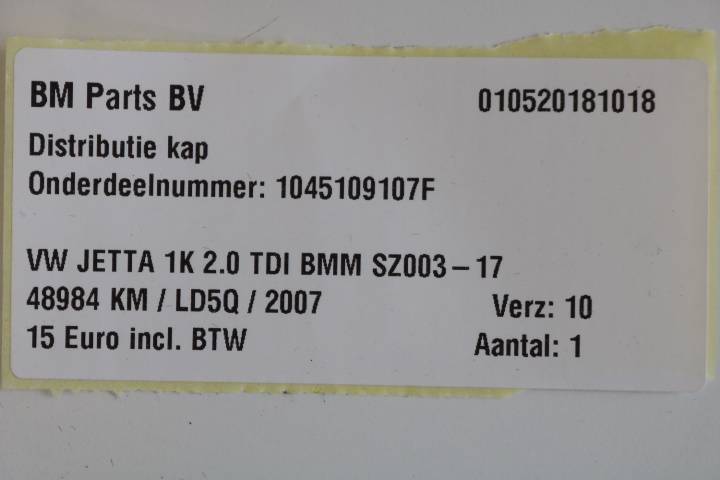 BM Parts BV 010520181018
Distributie kap
Onderdeelnummer: 1045109107F
VW JETTA 1K 2.0 TDI BMM SZ003-17
48984 KM / LD5Q / 2007 Verz: 10
15 Euro incl. BTW Aantal: 1